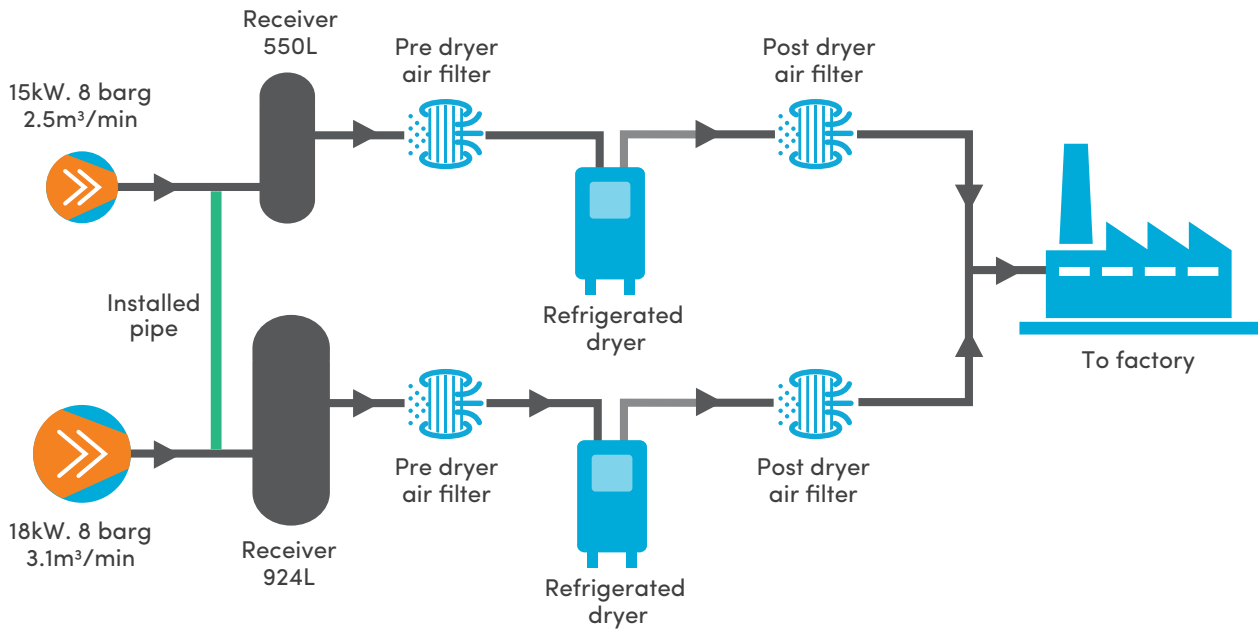 Receiver
550L
Pre dryer
air filter
Post dryer
air filter
15kW. 8 barg
2.5m³/min
Installed
pipe
Refrigerated
dryer
To factory
18kW. 8 barg
3.1m³/min
Receiver
924L
Pre dryer
air filter
Post dryer
air filter
Refrigerated
dryer